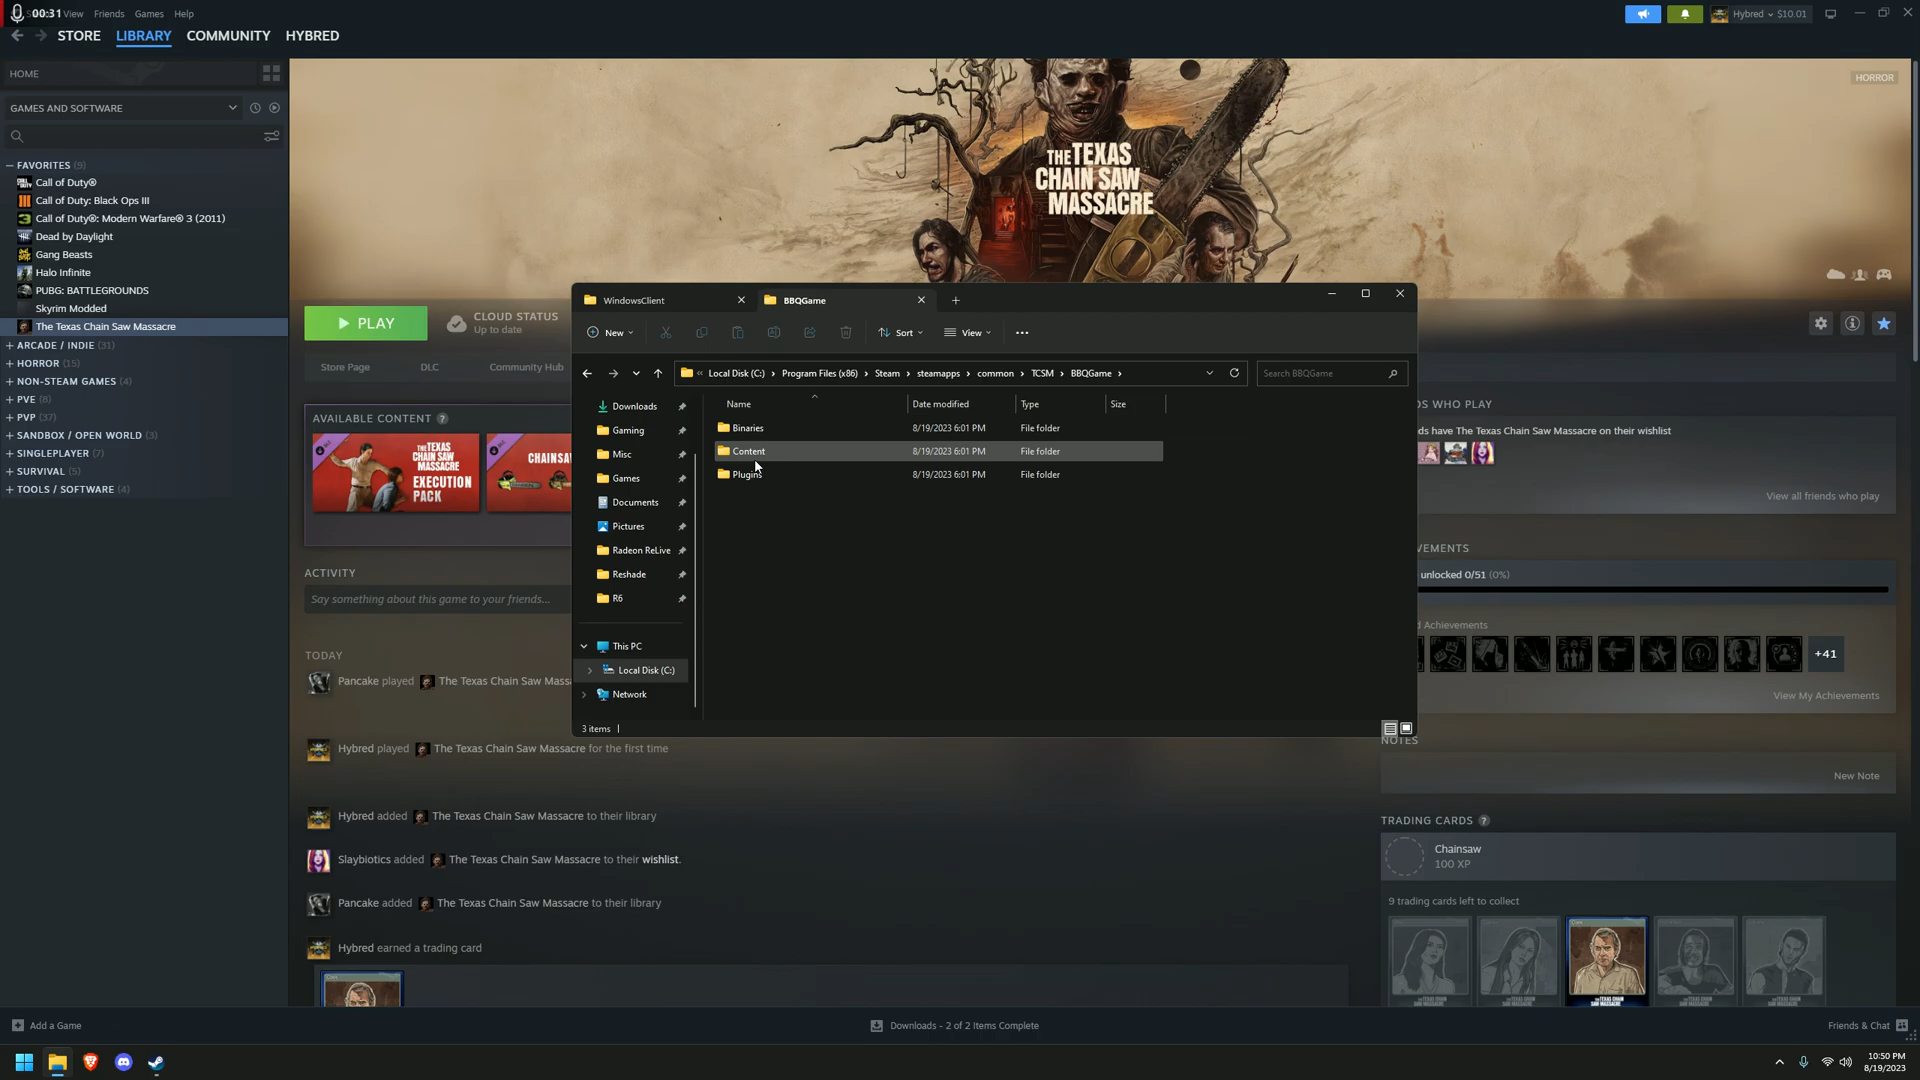 00:31 View Friends Games Help
Hybred $10.01
STORE LIBRARY COMMUNITY HYBRED
HOME
GAMES AND SOFTWARE
FAVORITES (9)
Call of Duty®
Call of Duty: Black Ops III
Call of Duty®: Modern Warfare® 3 (2011)
Dead by Daylight
Gang Beasts
Halo Infinite
PUBG: BATTLEGROUNDS
Skyrim Modded
The Texas Chain Saw Massacre
+ ARCADE / INDIE (31)
+ HORROR (15)
+ NON-STEAM GAMES (4)
+ PVE (8)
+ PVP (37)
+ SANDBOX / OPEN WORLD (3)
+ SINGLEPLAYER (7)
+ SURVIVAL (5)
+ TOOLS / SOFTWARE (4)
HORROR
THE TEXAS
CHAIN SAW
MASSACRE
PLAY
CLOUD STATUS
Up to date
Store Page DLC Community Hub
AVAILABLE CONTENT ?
THE TEXAS
CHAIN SAW
MASSACRE
EXECUTION
PACK
CHAINSA
ACTIVITY
Say something about this game to your friends...
TODAY
Pancake played The Texas Chain Saw Massa
Hybred played The Texas Chain Saw Massacre for the first time
Hybred added The Texas Chain Saw Massacre to their library
Slaybiotics added The Texas Chain Saw Massacre to their wishlist.
Pancake added The Texas Chain Saw Massacre to their library
Hybred earned a trading card
WindowsClient
BBQGame
New
Sort
View
Local Disk (C:) > Program Files (x86) > Steam > steamapps > common > TCSM > BBQGame >
Search BBQGame
Downloads
Gaming
Misc
Games
Documents
Pictures
Radeon ReLive
Reshade
R6
This PC
Local Disk (C:)
Network
Name Date modified Type Size
Binaries 8/19/2023 6:01 PM File folder
Content 8/19/2023 6:01 PM File folder
Plugins 8/19/2023 6:01 PM File folder
3 items
DS WHO PLAY
ds have The Texas Chain Saw Massacre on their wishlist
View all friends who play
VEMENTS
unlocked 0/51 (0%)
d Achievements
+41
View My Achievements
NOTES
New Note
TRADING CARDS ?
Chainsaw
100 XP
9 trading cards left to collect
Add a Game
Downloads - 2 of 2 Items Complete
Friends & Chat
10:50 PM
8/19/2023